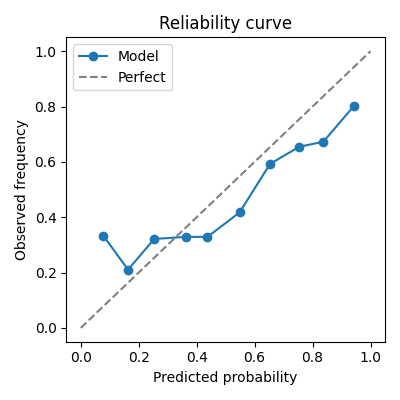 Reliability curve
Model
Perfect
1.0
0.8
0.6
0.4
0.2
0.0
Observed frequency
0.0 0.2 0.4 0.6 0.8 1.0
Predicted probability